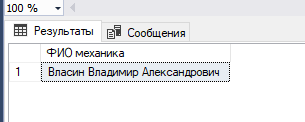 100 %
Результаты Сообщения
ФИО механика
1 Власин Владимир Александрович